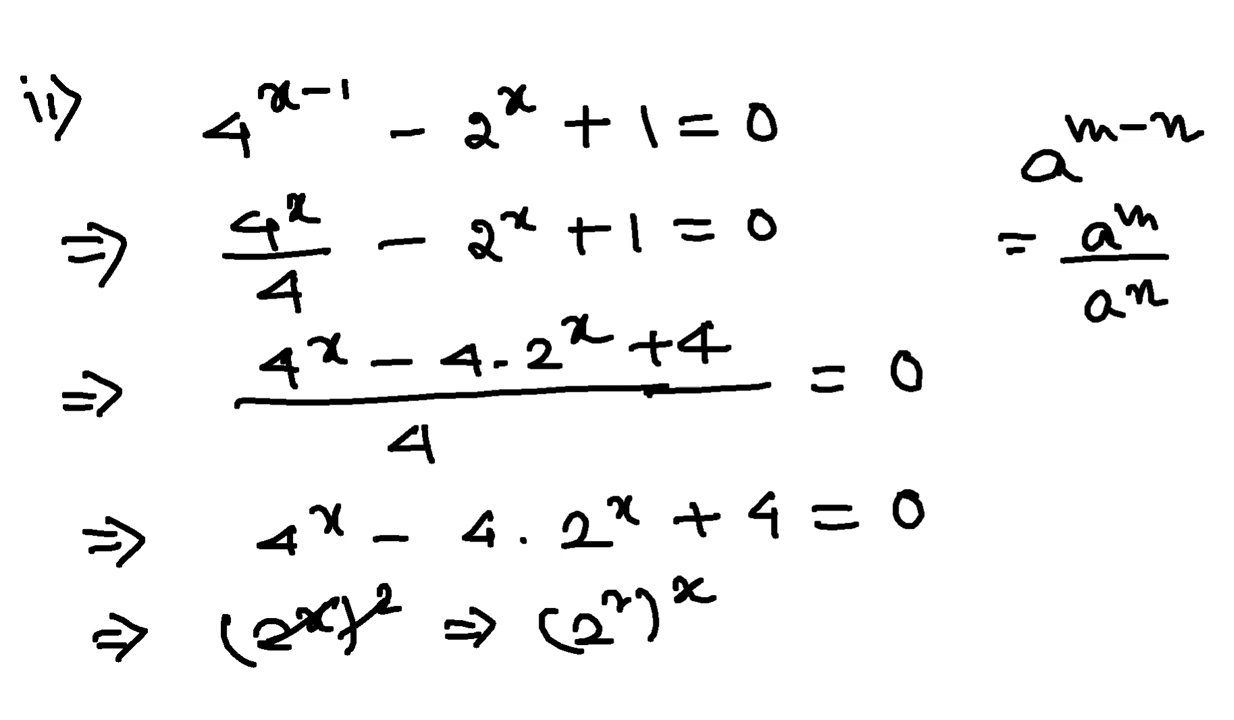 ii) 4^{x-1} - 2^x + 1 = 0
⇒ 4^x/4 - 2^x + 1 = 0
a^{m-n} = a^m/a^n
⇒ (4^x - 4·2^x + 4)/4 = 0
⇒ 4^x - 4·2^x + 4 = 0
⇒ (2^x)^2 ⇒ (2^2)^x